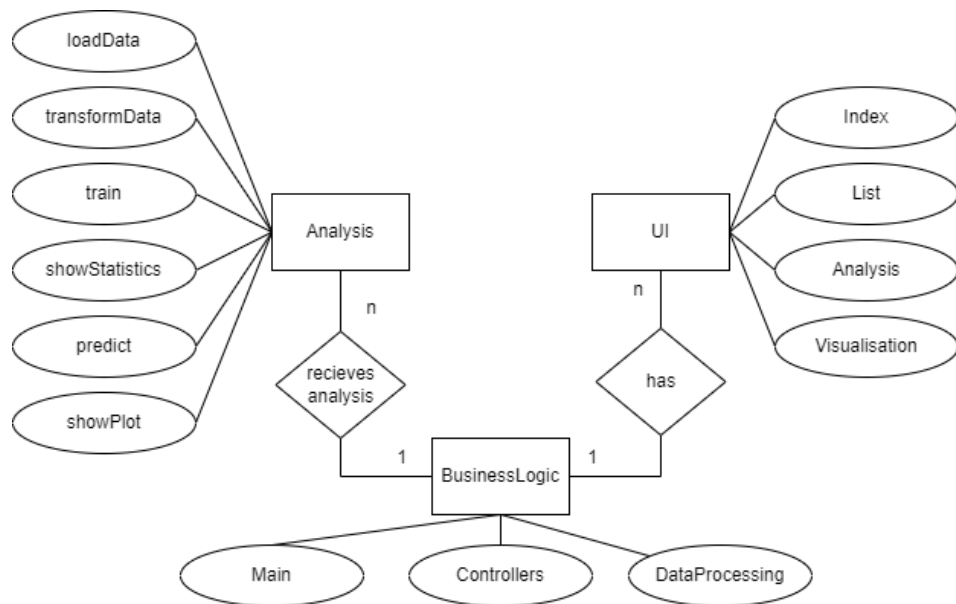 loadData
transformData
train
showStatistics
predict
showPlot
Analysis
n
recieves
analysis
1
BusinessLogic
1
UI
n
has
Index
List
Analysis
Visualisation
Main
Controllers
DataProcessing